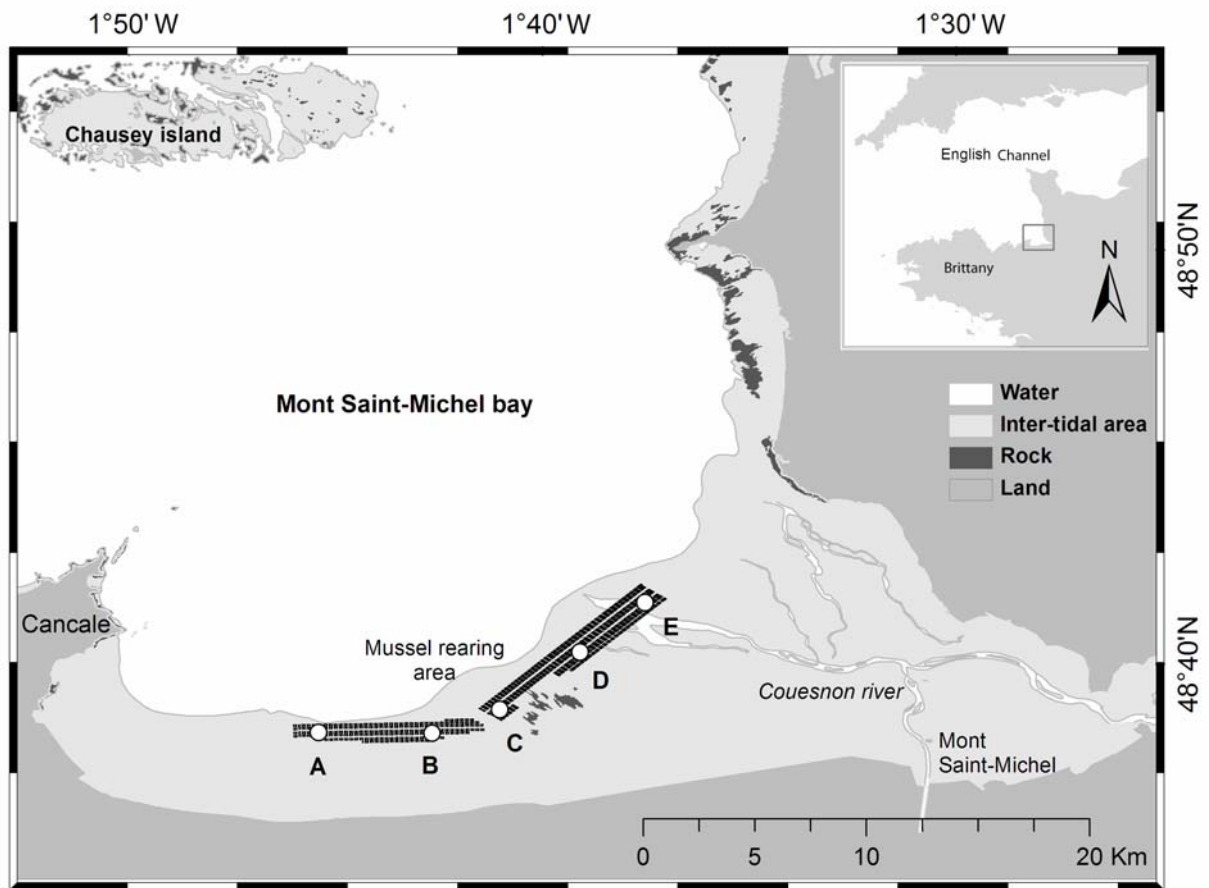 1°50' W
1°40' W
1°30' W
Chausey island
English Channel
Brittany
N
48°50'N
Mont Saint-Michel bay
Water
Inter-tidal area
Rock
Land
Cancale
Mussel rearing
area
E
D
C
B
A
48°40'N
Couesnon river
Mont
Saint-Michel
0
5
10
20 Km